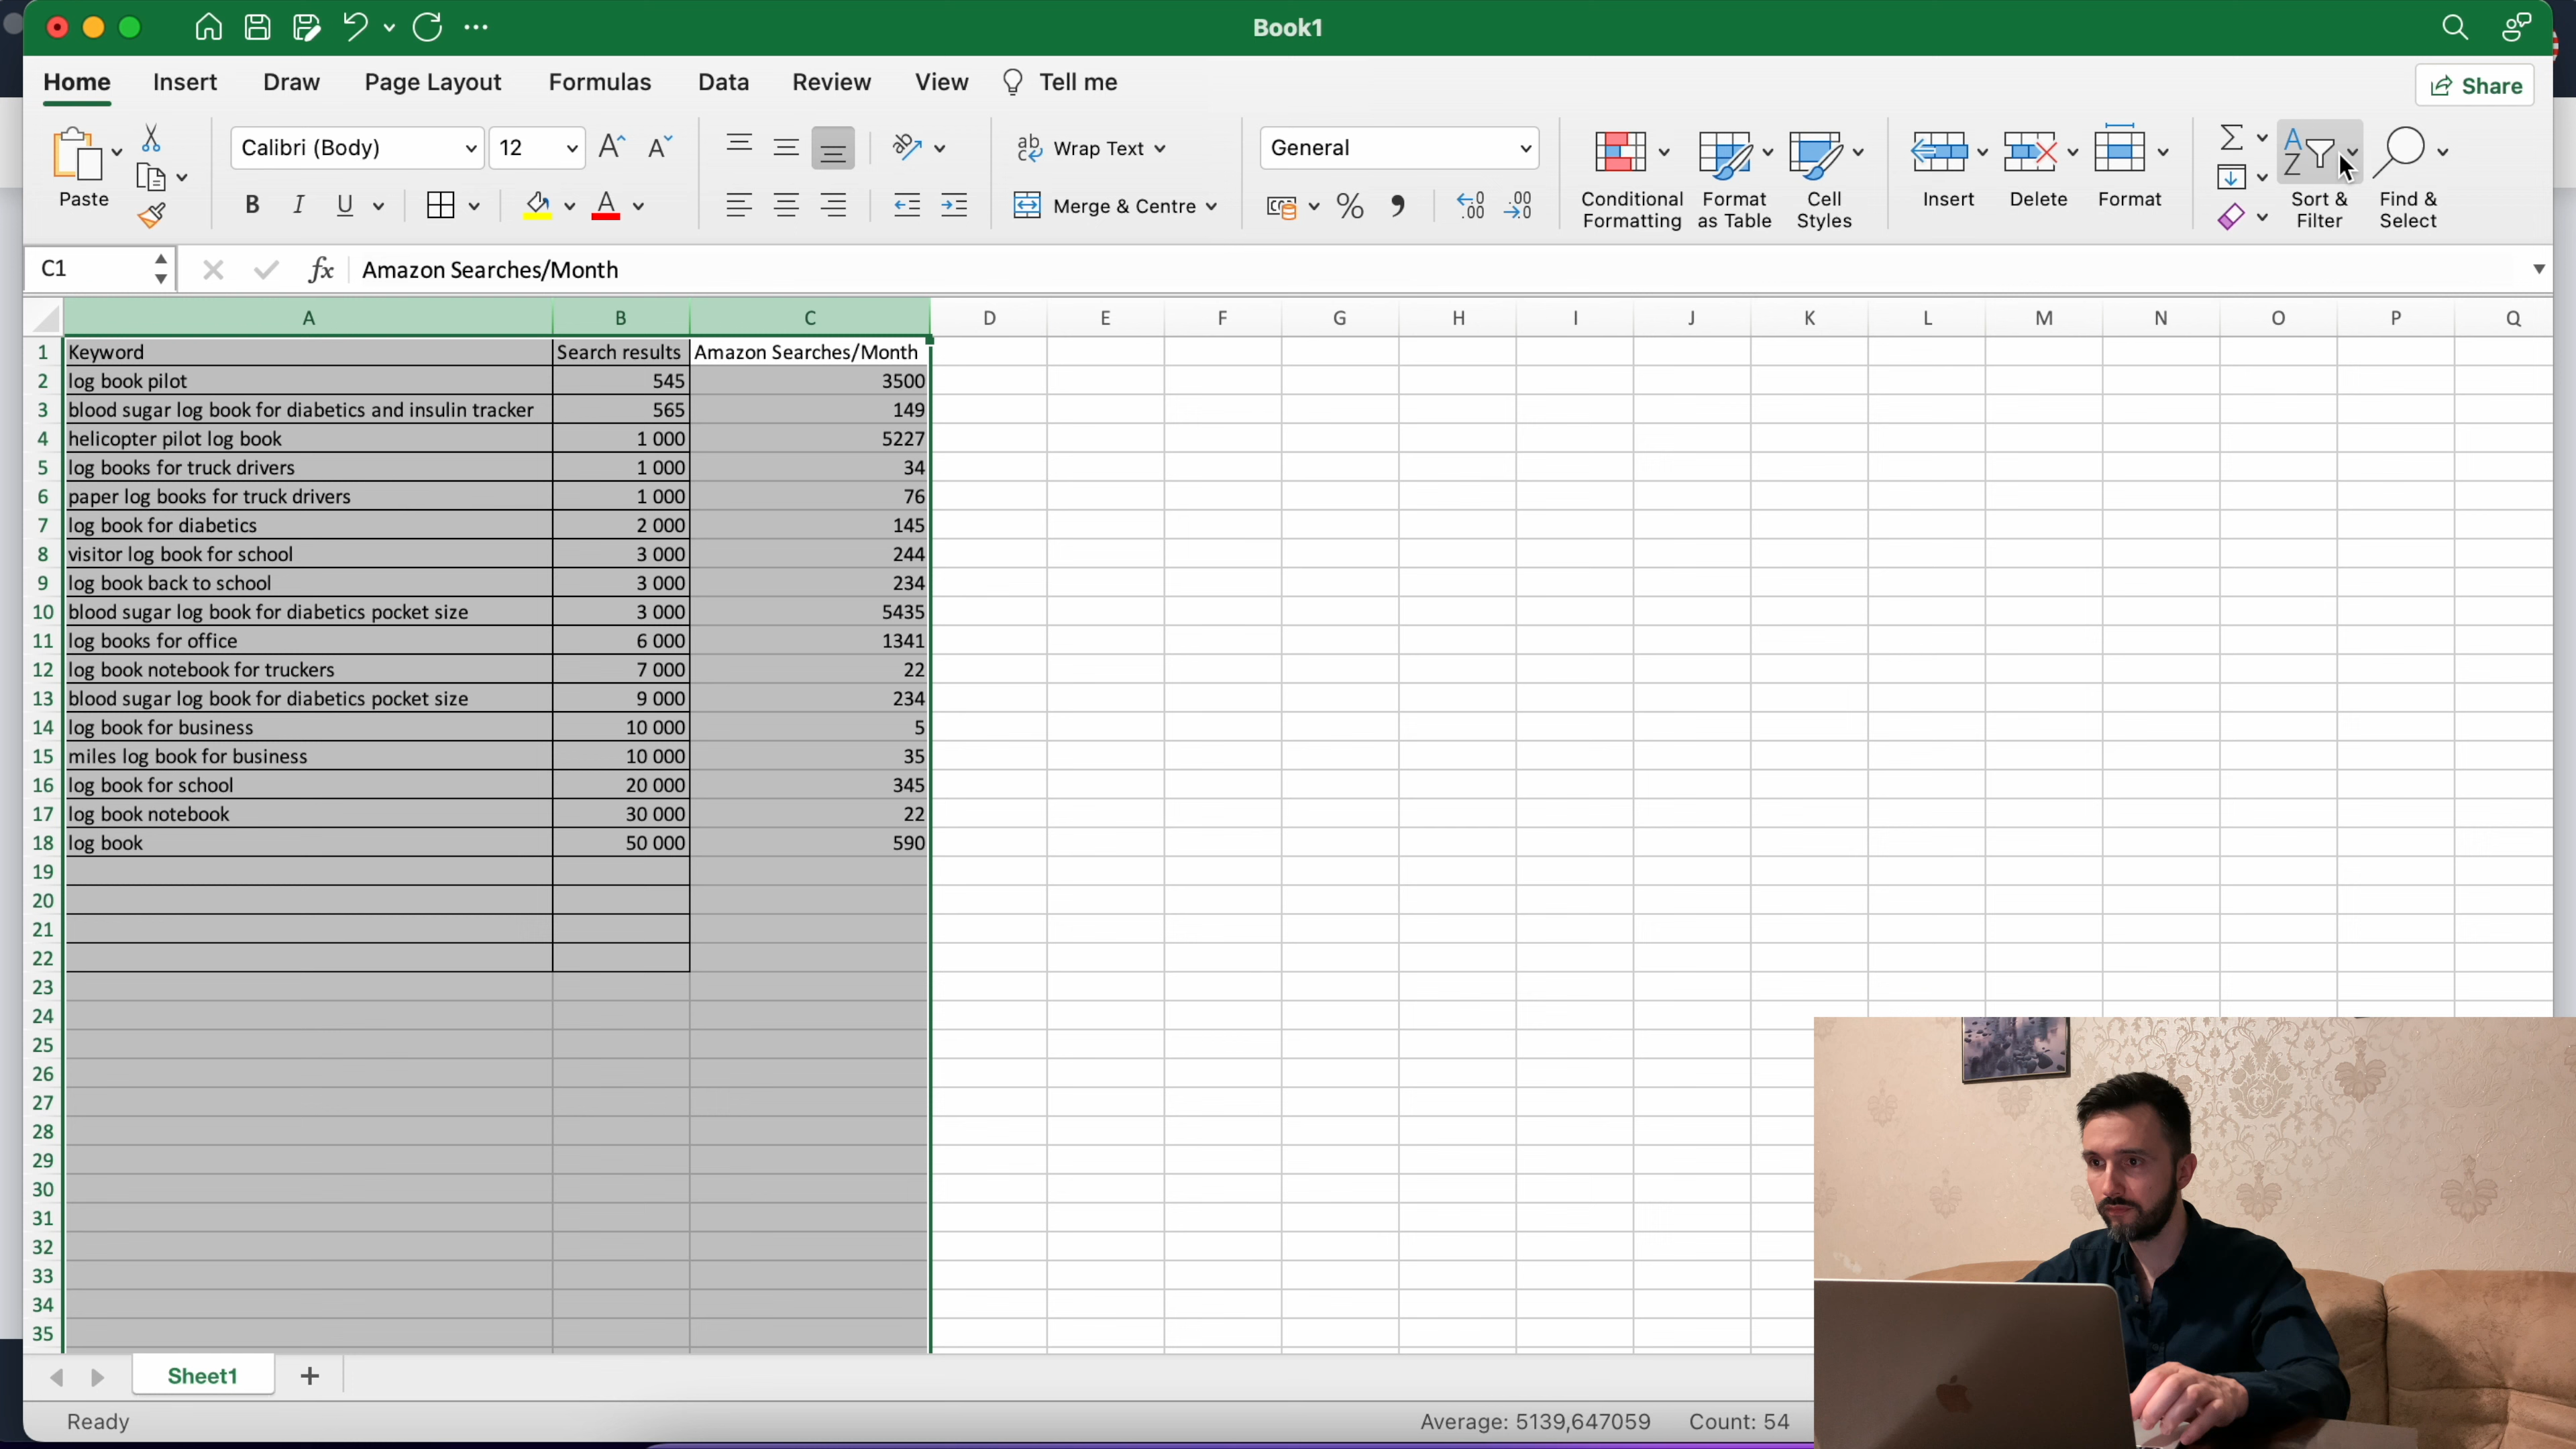 Book1
Home Insert Draw Page Layout Formulas Data Review View Tell me
Share
Paste
Calibri (Body) 12
B I U A
ab Wrap Text
Merge & Centre
General
% .00 .0 .00 .0
Conditional Formatting
Format as Table
Cell Styles
Insert
Delete
Format
Σ
A Z
Sort & Filter
Find & Select
C1 fx Amazon Searches/Month
A B C D E F G H I J K L M N O P Q
1 Keyword Search results Amazon Searches/Month
2 log book pilot 545 3500
3 blood sugar log book for diabetics and insulin tracker 565 149
4 helicopter pilot log book 1 000 5227
5 log books for truck drivers 1 000 34
6 paper log books for truck drivers 1 000 76
7 log book for diabetics 2 000 145
8 visitor log book for school 3 000 244
9 log book back to school 3 000 234
10 blood sugar log book for diabetics pocket size 3 000 5435
11 log books for office 6 000 1341
12 log book notebook for truckers 7 000 22
13 blood sugar log book for diabetics pocket size 9 000 234
14 log book for business 10 000 5
15 miles log book for business 10 000 35
16 log book for school 20 000 345
17 log book notebook 30 000 22
18 log book 50 000 590
19
20
21
22
23
24
25
26
27
28
29
30
31
32
33
34
35
Sheet1
Ready Average: 5139,647059 Count: 54